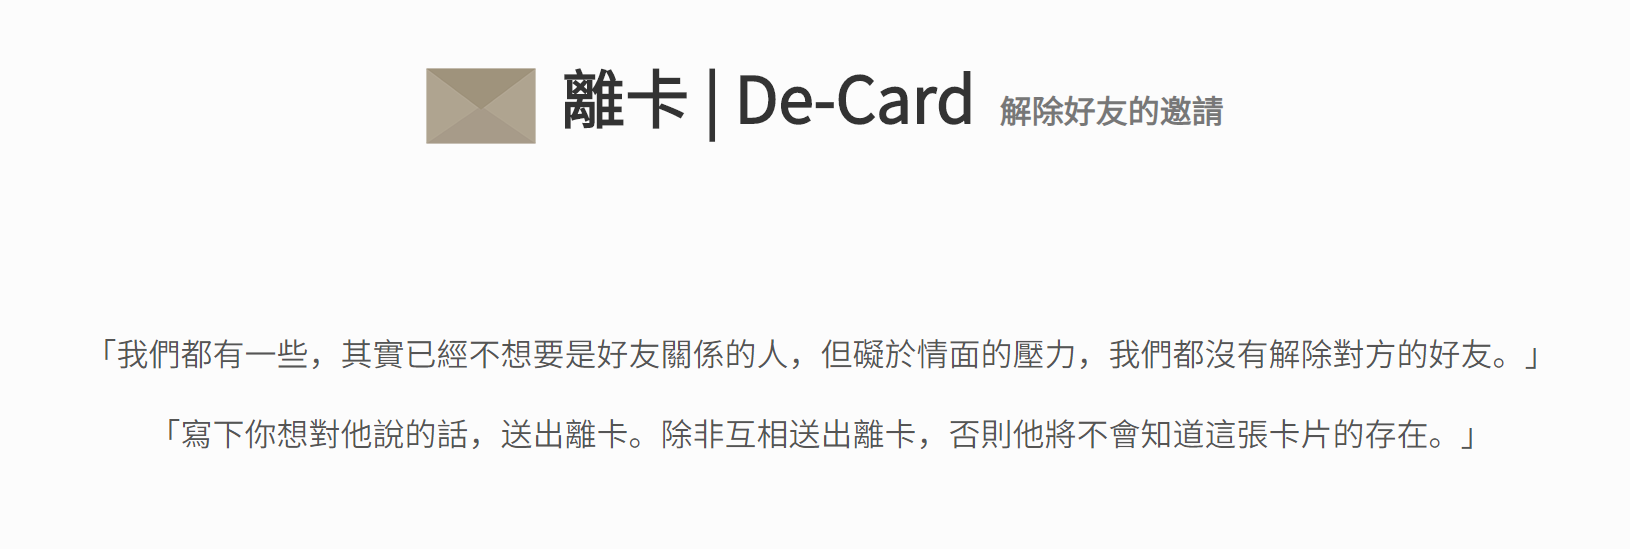 離卡 | De-Card 解除好友的邀請
「我們都有一些，其實已經不想要是好友關係的人，但礙於情面的壓力，我們都沒有解除對方的好友。」
「寫下你想對他說的話，送出離卡。除非互相送出離卡，否則他將不會知道這張卡片的存在。」